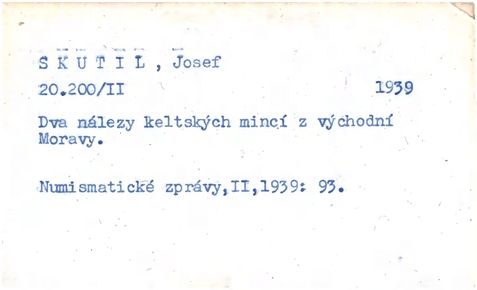 S K U T I L , Josef
20.200/II 1939
Dva nálezy keltských mincí z východní
Moravy.
Numismatické zprávy,II,1939: 93.